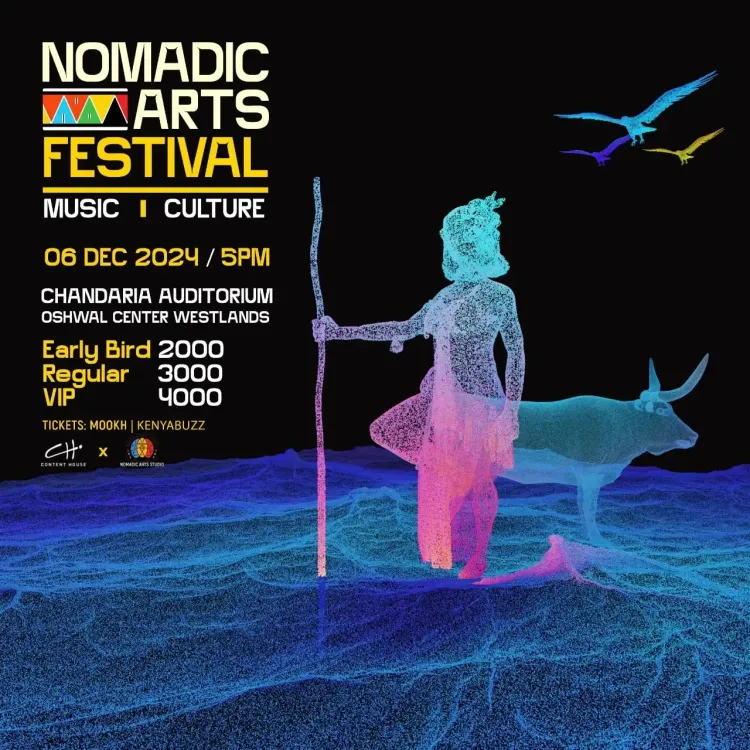 NOMADIC
ARTS
FESTIVAL
MUSIC | CULTURE
06 DEC 2024 / 5PM
CHANDARIA AUDITORIUM
OSHWAL CENTER WESTLANDS
Early Bird 2000
Regular 3000
VIP 4000
TICKETS: MOOKH | KENYABUZZ
CH x
CONTENT HOUSE NOMADIC ARTS STUDIO